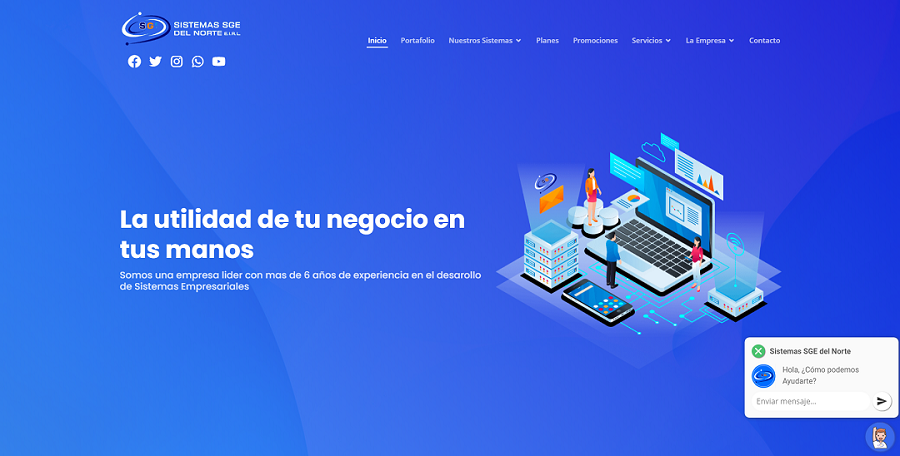 SG
SISTEMAS SGE
DEL NORTE E.I.R.L
Inicio Portafolio Nuestros Sistemas Planes Promociones Servicios La Empresa Contacto
La utilidad de tu negocio en
tus manos
Somos una empresa lider con mas de 6 años de experiencia en el desarollo
de Sistemas Empresariales
Sistemas SGE del Norte
Hola, ¿Cómo podemos
Ayudarte?
Enviar mensaje...